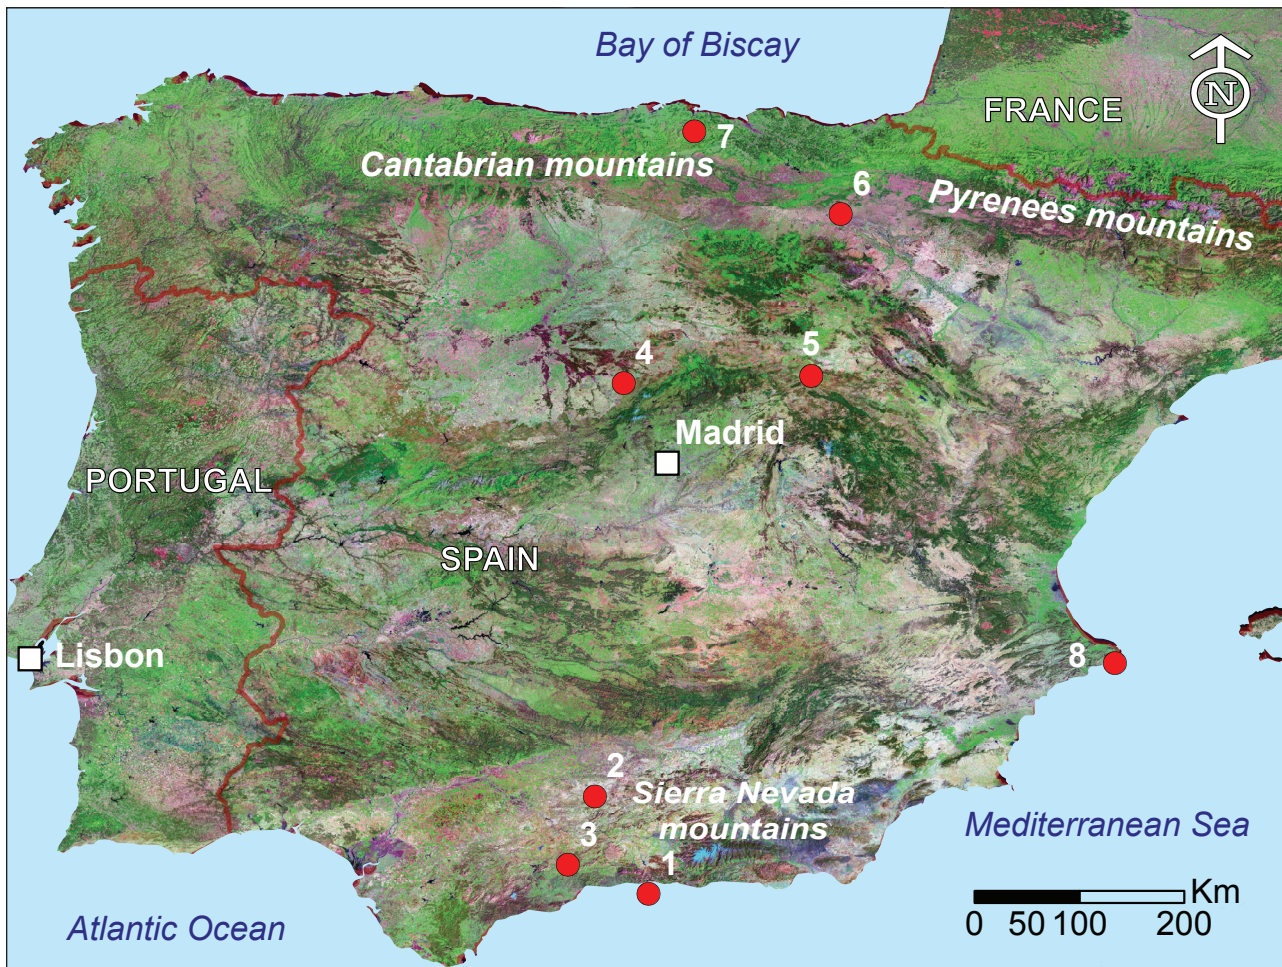 Bay of Biscay
N
FRANCE
7
Cantabrian mountains
6
Pyrenees mountains
4
5
Madrid
PORTUGAL
SPAIN
Lisbon
8
2
Sierra Nevada
mountains
3
1
Mediterranean Sea
Km
0 50 100 200
Atlantic Ocean